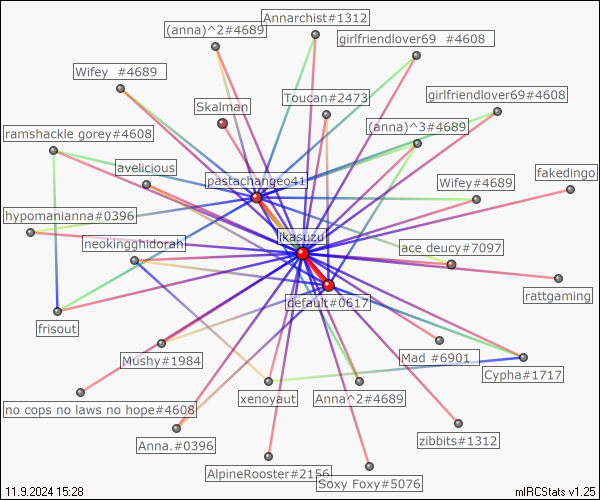 Annarchist#1312
(anna)^2#4689
girlfriendlover69 #4608
Wifey #4689
Toucan#2473
girlfriendlover69#4608
Skalman
(anna)^3#4689
ramshackle gorey#4608
avelicious
pastachangeo41
fakedingo
Wifey#4689
hypomanianna#0396
ikasuzu
neokingghidorah
ace deucy#7097
default#0617
rattgaming
frisout
Mushy#1984
Mad #6901
Cypha#1717
no cops no laws no hope#4608
xenoyaut
Anna^2#4689
Anna.#0396
zibbits#1312
AlpineRooster#2156
Soxy Foxy#5076
11.9.2024 15:28
mIRCStats v1.25